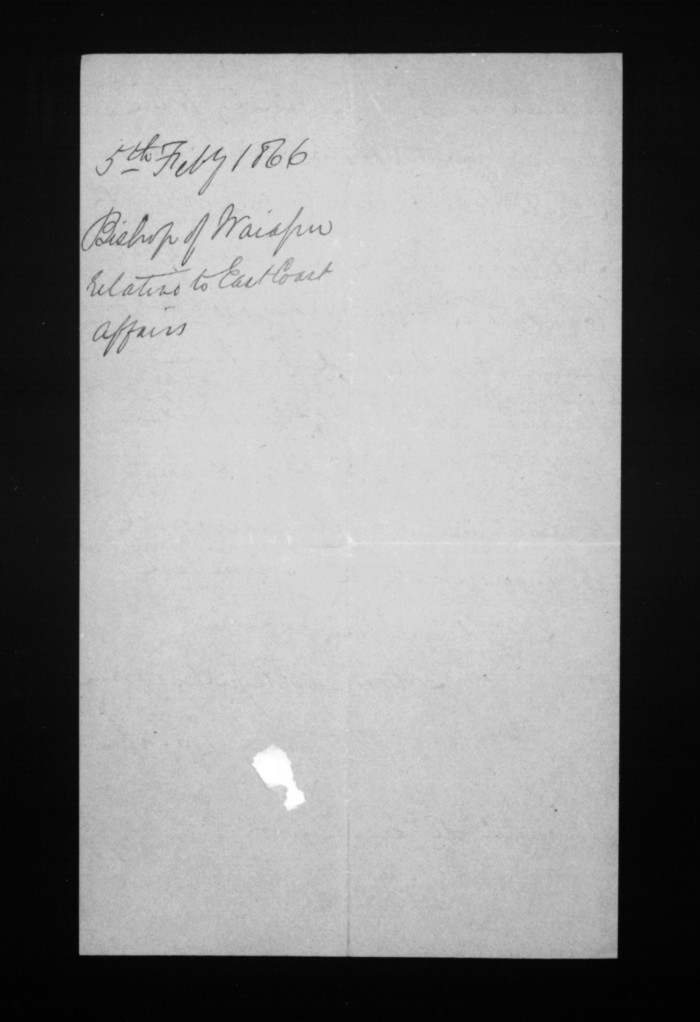 5th Feby 1866
Bishop of Waiapu
relative to East Coast
affairs